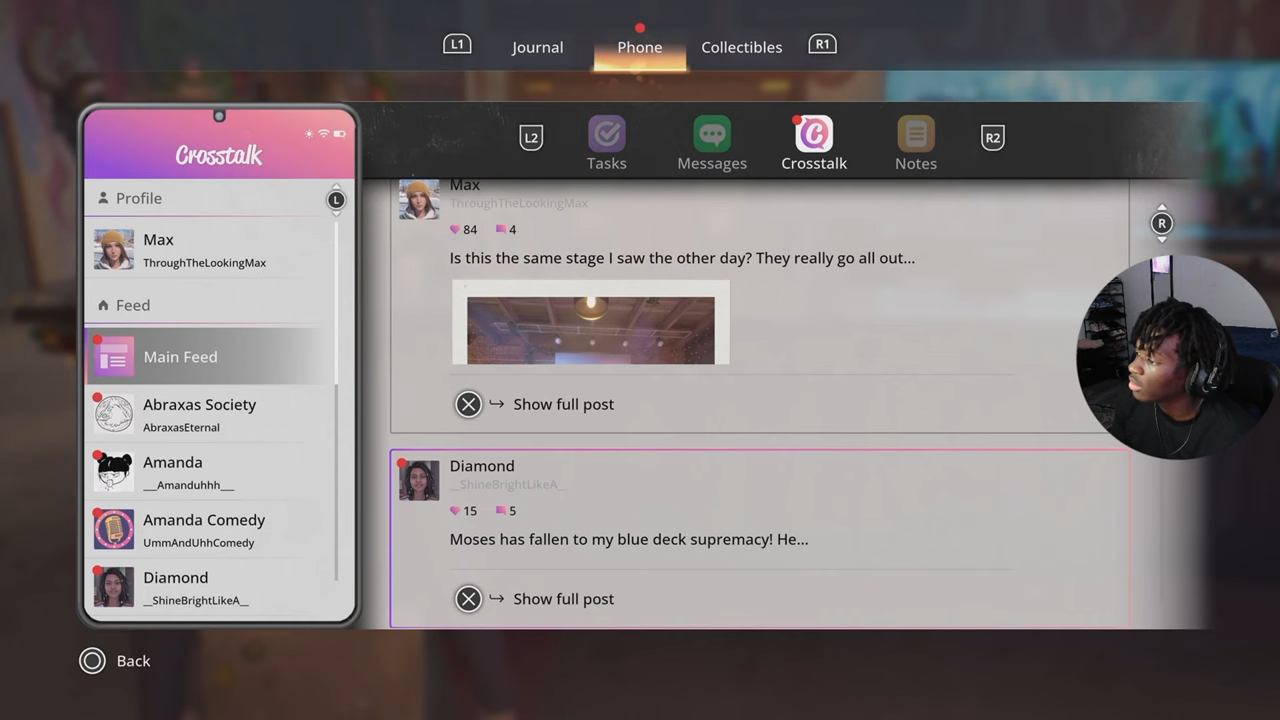 L1
Journal
Phone
Collectibles
R1
L2
Tasks
Messages
Crosstalk
Notes
R2
Crosstalk
Profile
L
Max
ThroughTheLookingMax
Feed
Main Feed
Abraxas Society
AbraxasEternal
Amanda
___Amanduhhh___
Amanda Comedy
UmmAndUhhComedy
Diamond
__ShineBrightLikeA__
Max
ThroughTheLookingMax
84 4
Is this the same stage I saw the other day? They really go all out...
Show full post
R
Diamond
__ShineBrightLikeA__
15 5
Moses has fallen to my blue deck supremacy! He...
Show full post
Back